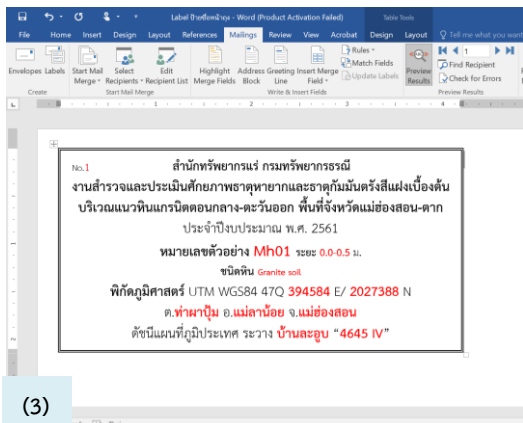 Label ป้ายชื่อหน้าถุง - Word (Product Activation Failed)
Table Tools
File Home Insert Design Layout References Mailings Review View Acrobat Design Layout Tell me what you want
Envelopes Labels Start Mail Merge Select Recipients Edit Recipient List Highlight Merge Fields Address Block Greeting Line Insert Merge Field Rules Match Fields Update Labels Preview Results 1 Find Recipient Check for Errors
Create Start Mail Merge Write & Insert Fields Preview Results
1 2 3 4
No.1 สำนักทรัพยากรแร่ กรมทรัพยากรธรณี
งานสำรวจและประเมินศักยภาพธาตุหายากและธาตุกัมมันตรังสีแฝงเบื้องต้น
บริเวณแนวหินแกรนิตตอนกลาง-ตะวันออก พื้นที่จังหวัดแม่ฮ่องสอน-ตาก
ประจำปีงบประมาณ พ.ศ. 2561
หมายเลขตัวอย่าง Mh01 ระยะ 0.0-0.5 ม.
ชนิดหิน Granite soil
พิกัดภูมิศาสตร์ UTM WGS84 47Q 394584 E/ 2027388 N
ต.ท่าผาปุ้ม อ.แม่ลาน้อย จ.แม่ฮ่องสอน
ดัชนีแผนที่ภูมิประเทศ ระวาง บ้านละอูบ “4645 IV”
(3)